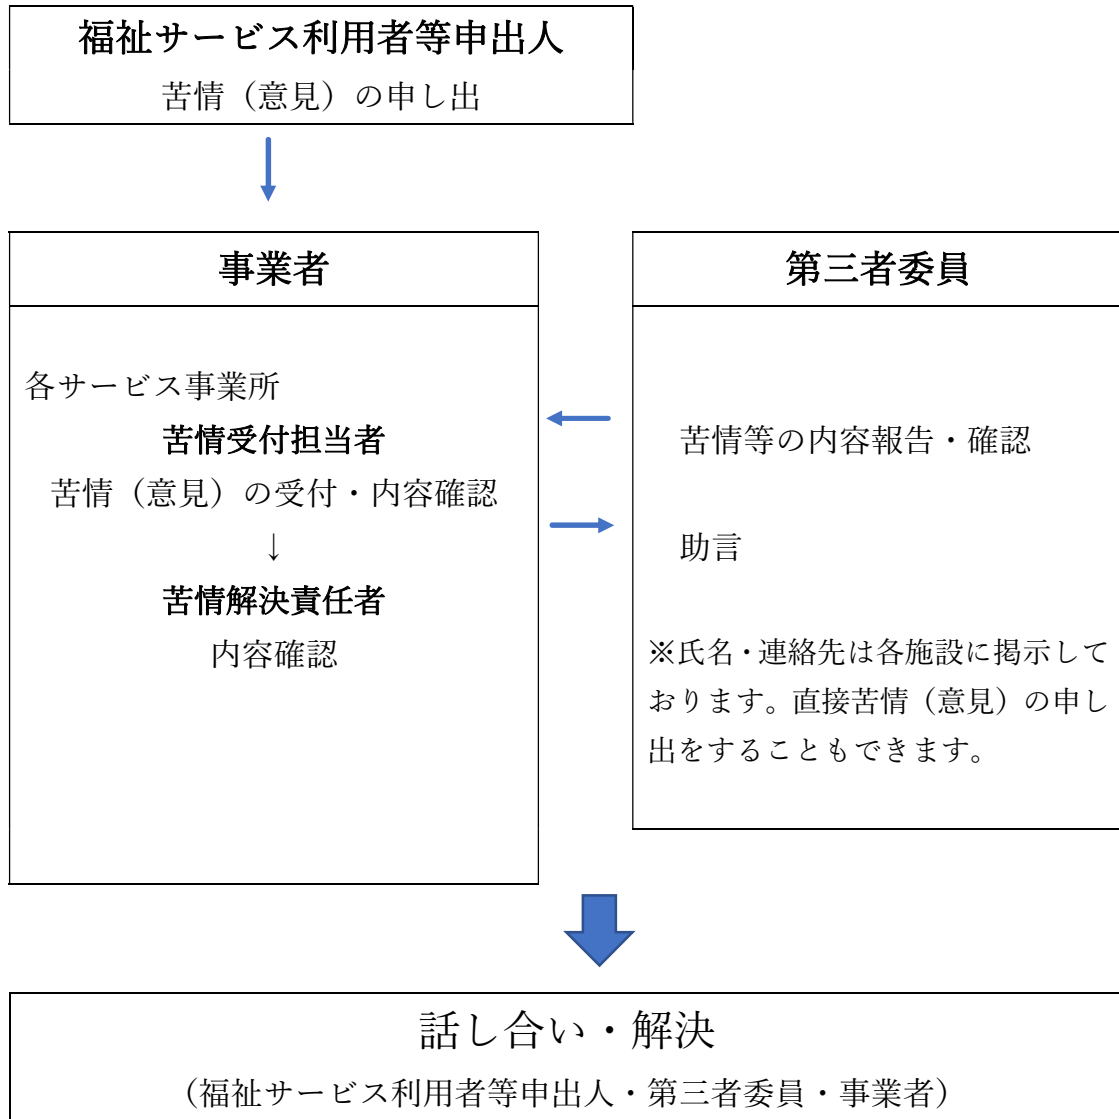 福祉サービス利用者等申出人
苦情（意見）の申し出
事業者
各サービス事業所
苦情受付担当者
苦情（意見）の受付・内容確認
↓
苦情解決責任者
内容確認
第三者委員
苦情等の内容報告・確認
助言
※氏名・連絡先は各施設に掲示して
おります。直接苦情（意見）の申し
出をすることもできます。
話し合い・解決
（福祉サービス利用者等申出人・第三者委員・事業者）